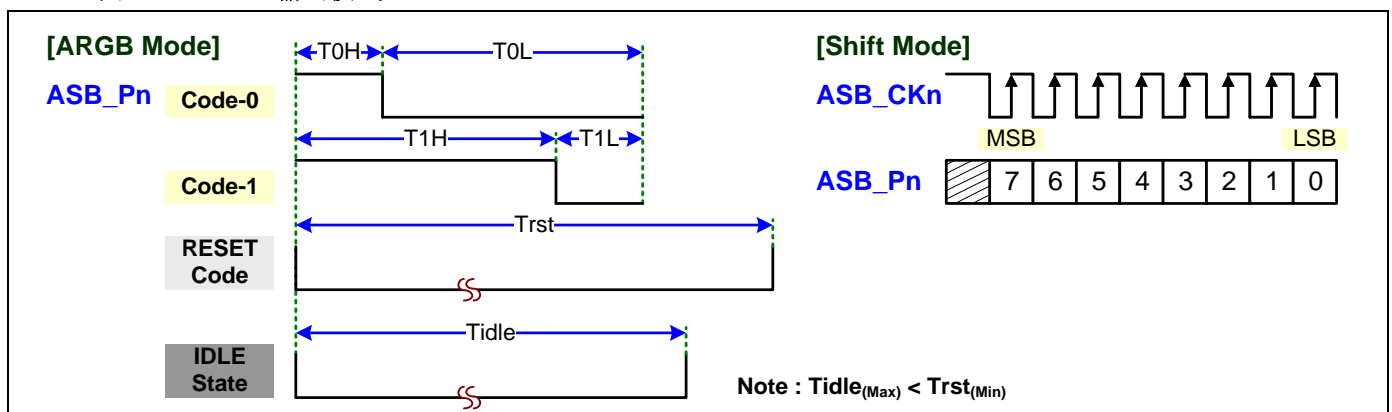 [ARGB Mode]
T0H
T0L
ASB_Pn
Code-0
T1H
T1L
Code-1
Trst
RESET
Code
Tidle
IDLE
State
Note : Tidle(Max) < Trst(Min)
[Shift Mode]
ASB_CKn
MSB
LSB
ASB_Pn
7 6 5 4 3 2 1 0